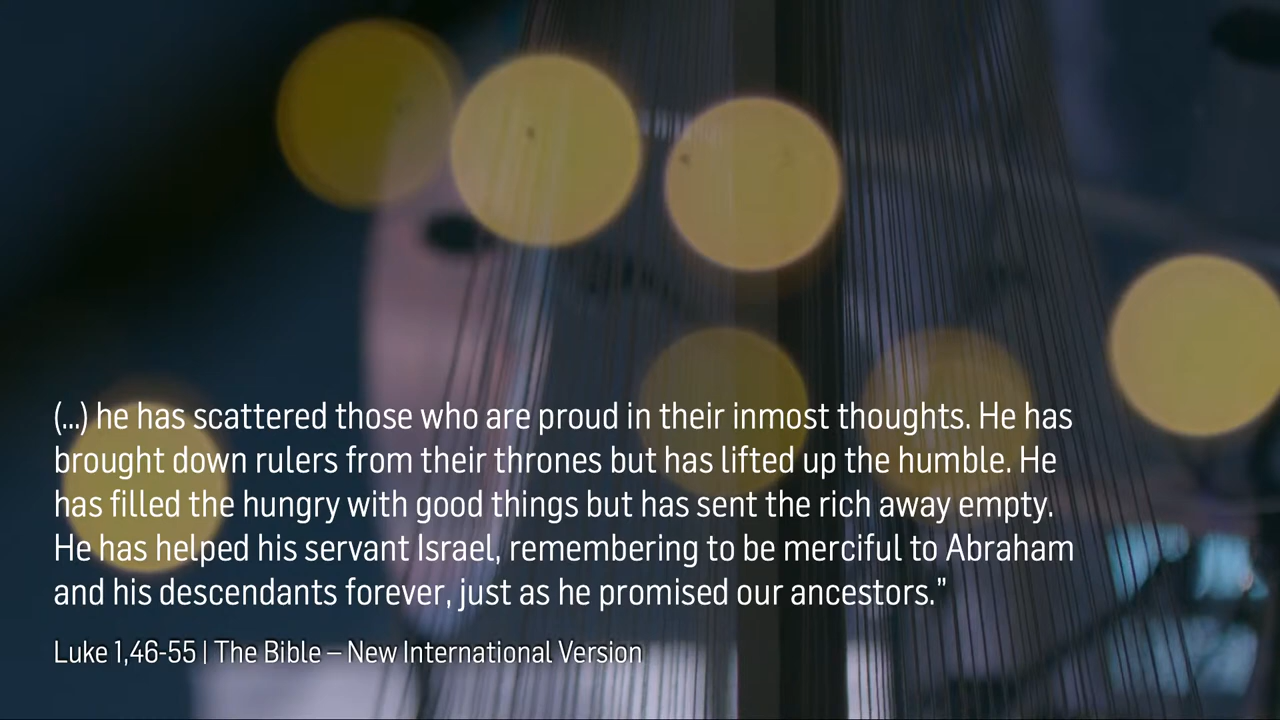 (...) he has scattered those who are proud in their inmost thoughts. He has
brought down rulers from their thrones but has lifted up the humble. He
has filled the hungry with good things but has sent the rich away empty.
He has helped his servant Israel, remembering to be merciful to Abraham
and his descendants forever, just as he promised our ancestors.”
Luke 1,46-55 | The Bible – New International Version